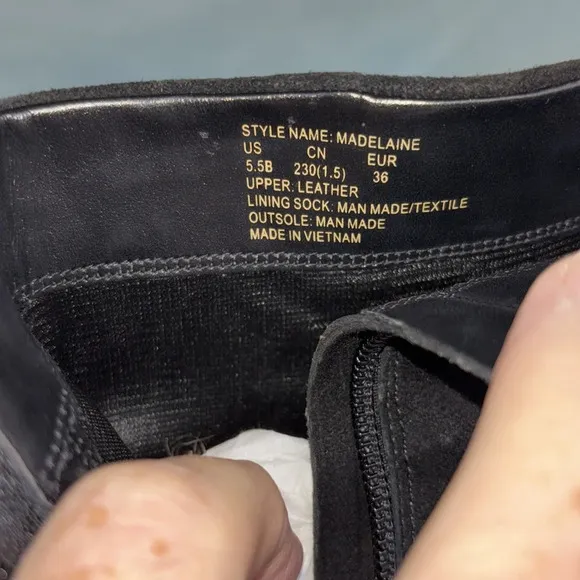 STYLE NAME: MADELAINE
US CN EUR
5.5B 230(1.5) 36
UPPER: LEATHER
LINING SOCK: MAN MADE/TEXTILE
OUTSOLE: MAN MADE
MADE IN VIETNAM